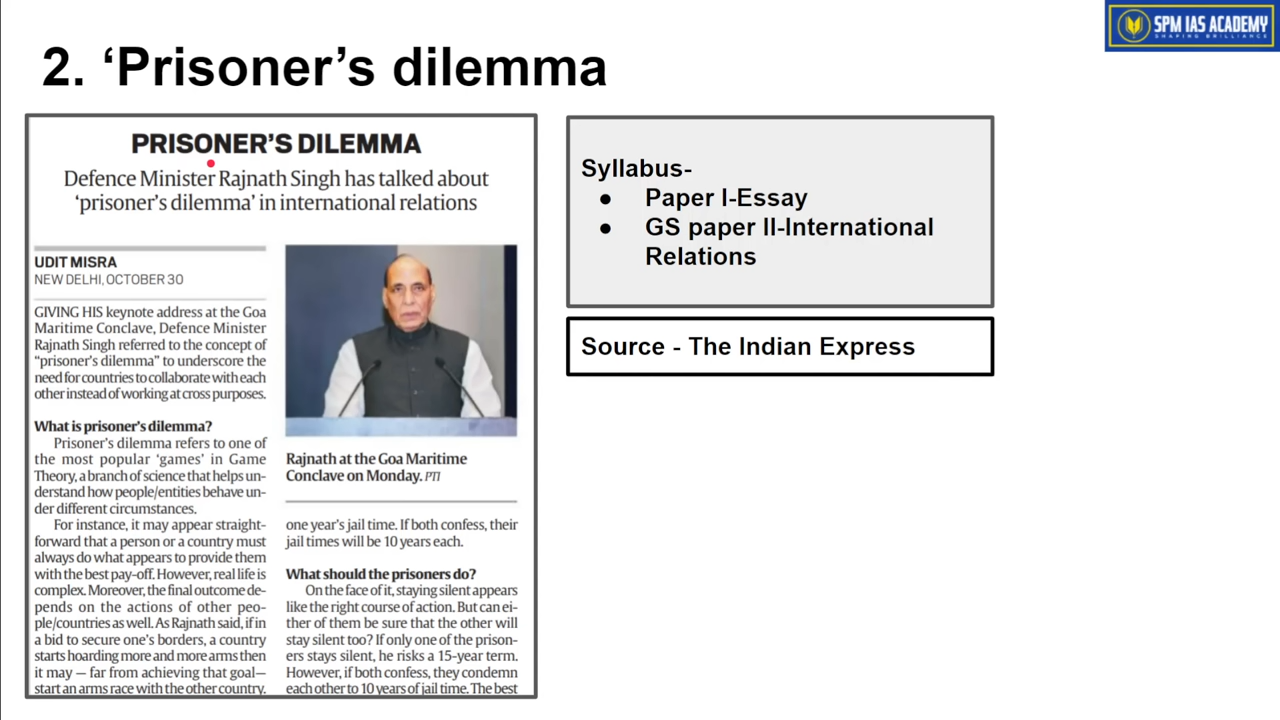 SPM IAS ACADEMY
SHAPING BRILLIANCE
2. ‘Prisoner’s dilemma
PRISONER’S DILEMMA
Defence Minister Rajnath Singh has talked about
‘prisoner’s dilemma’ in international relations
UDIT MISRA
NEW DELHI, OCTOBER 30
GIVING HIS keynote address at the Goa
Maritime Conclave, Defence Minister
Rajnath Singh referred to the concept of
“prisoner’s dilemma” to underscore the
need for countries to collaborate with each
other instead of working at cross purposes.
What is prisoner’s dilemma?
Prisoner’s dilemma refers to one of
the most popular ‘games’ in Game
Theory, a branch of science that helps un-
derstand how people/entities behave un-
der different circumstances.
For instance, it may appear straight-
forward that a person or a country must
always do what appears to provide them
with the best pay-off. However, real life is
complex. Moreover, the final outcome de-
pends on the actions of other peo-
ple/countries as well. As Rajnath said, if in
a bid to secure one’s borders, a country
starts hoarding more and more arms then
it may — far from achieving that goal—
start an arms race with the other country.
Rajnath at the Goa Maritime
Conclave on Monday. PTI
one year’s jail time. If both confess, their
jail times will be 10 years each.
What should the prisoners do?
On the face of it, staying silent appears
like the right course of action. But can ei-
ther of them be sure that the other will
stay silent too? If only one of the prison-
ers stays silent, he risks a 15-year term.
However, if both confess, they condemn
each other to 10 years of jail time. The best
Syllabus-
● Paper I-Essay
● GS paper II-International
Relations
Source - The Indian Express